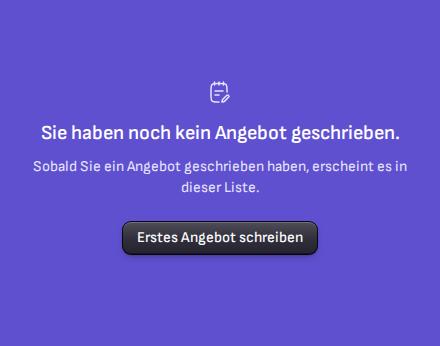 Sie haben noch kein Angebot geschrieben.
Sobald Sie ein Angebot geschrieben haben, erscheint es in
dieser Liste.
Erstes Angebot schreiben